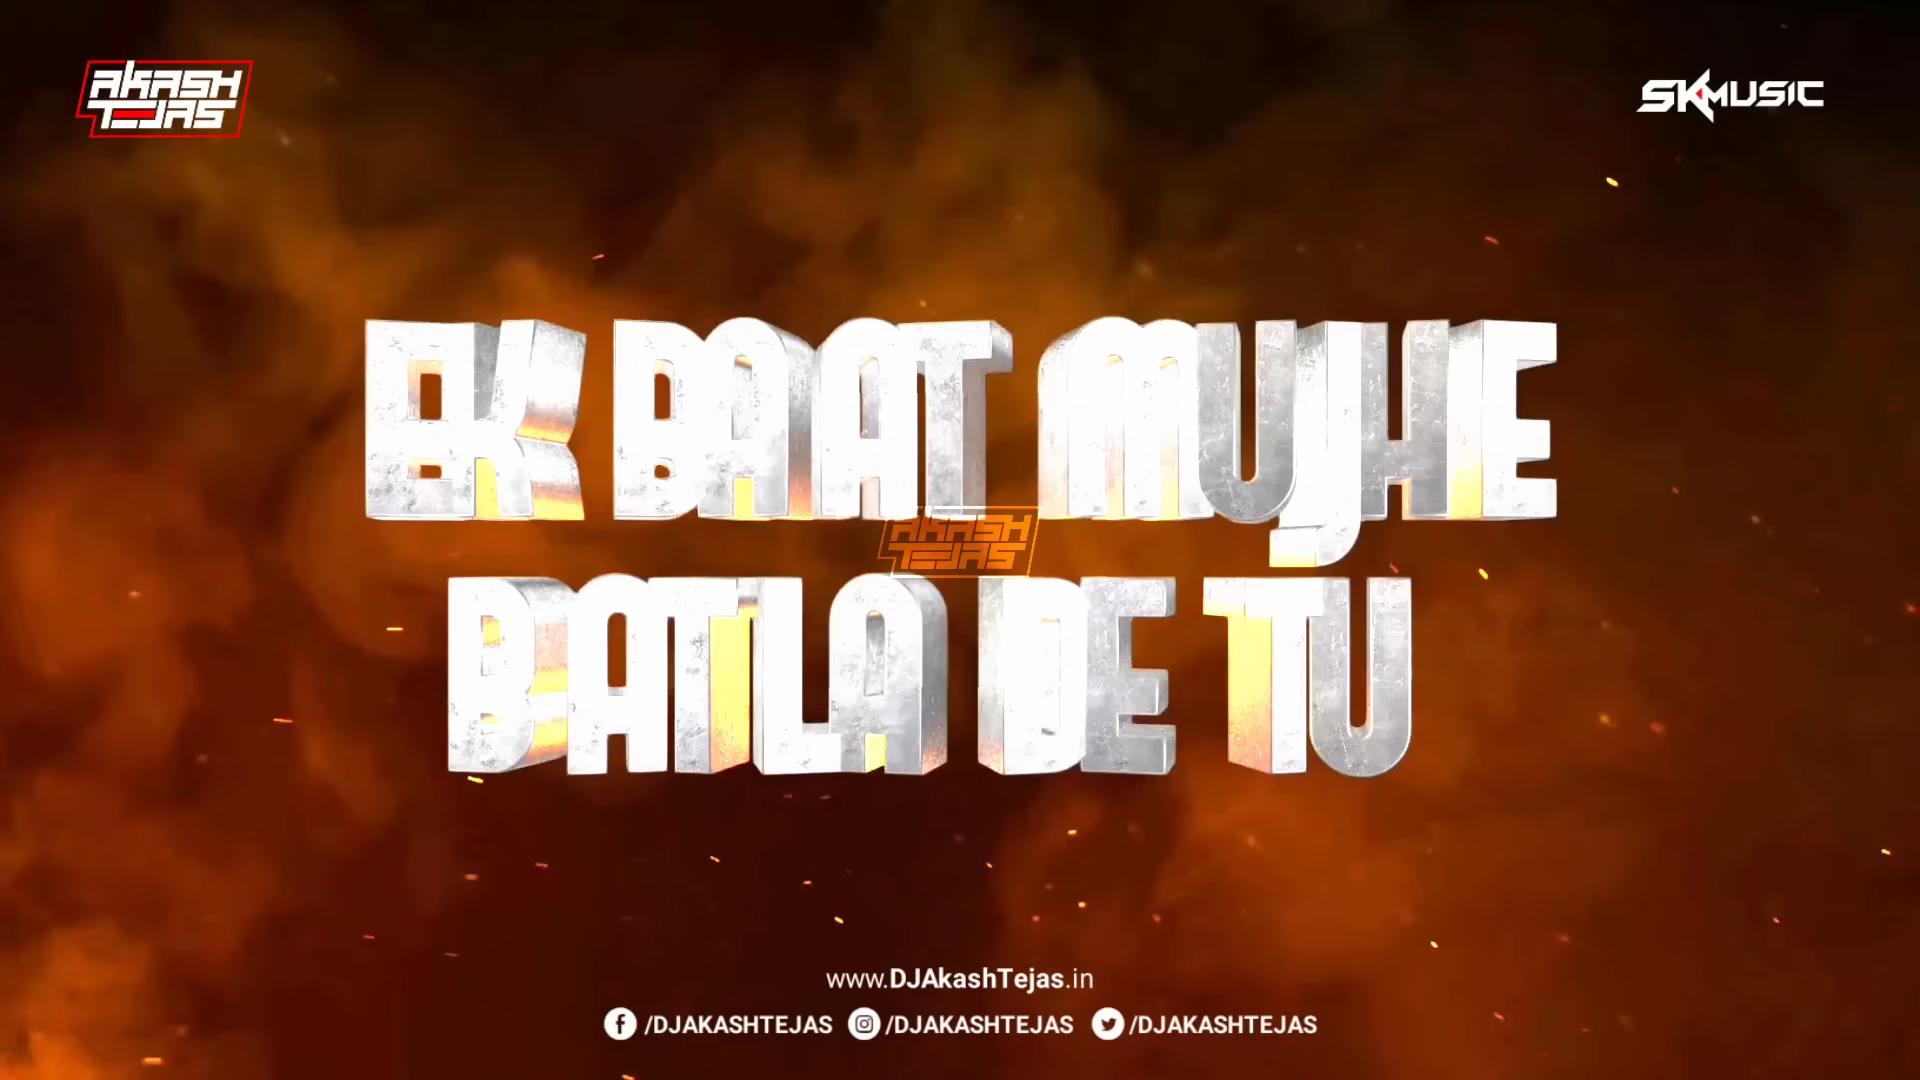 AKASH
TEJAS
SKMUSIC
EK BAAT MUJHE
AKASH
TEJAS
BATLA DE TU
www.DJAkashTejas.in
/DJAKASHTEJAS /DJAKASHTEJAS /DJAKASHTEJAS